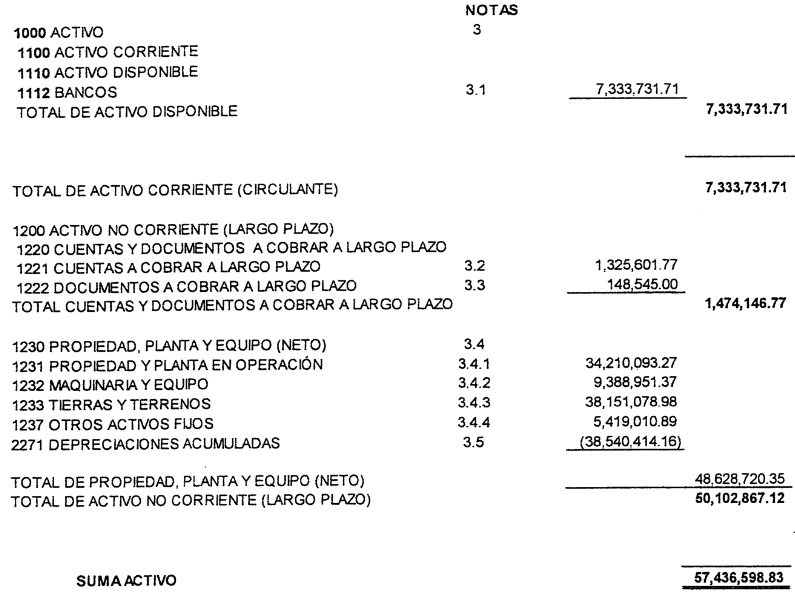 NOTAS
1000 ACTIVO 3
1100 ACTIVO CORRIENTE
1110 ACTIVO DISPONIBLE
1112 BANCOS 3.1 7,333,731.71
TOTAL DE ACTIVO DISPONIBLE 7,333,731.71
TOTAL DE ACTIVO CORRIENTE (CIRCULANTE) 7,333,731.71
1200 ACTIVO NO CORRIENTE (LARGO PLAZO)
1220 CUENTAS Y DOCUMENTOS A COBRAR A LARGO PLAZO
1221 CUENTAS A COBRAR A LARGO PLAZO 3.2 1,325,601.77
1222 DOCUMENTOS A COBRAR A LARGO PLAZO 3.3 148,545.00
TOTAL CUENTAS Y DOCUMENTOS A COBRAR A LARGO PLAZO 1,474,146.77
1230 PROPIEDAD, PLANTA Y EQUIPO (NETO) 3.4
1231 PROPIEDAD Y PLANTA EN OPERACIÓN 3.4.1 34,210,093.27
1232 MAQUINARIA Y EQUIPO 3.4.2 9,388,951.37
1233 TIERRAS Y TERRENOS 3.4.3 38,151,078.98
1237 OTROS ACTIVOS FIJOS 3.4.4 5,419,010.89
2271 DEPRECIACIONES ACUMULADAS 3.5 (38,540,414.16)
TOTAL DE PROPIEDAD, PLANTA Y EQUIPO (NETO) 48,628,720.35
TOTAL DE ACTIVO NO CORRIENTE (LARGO PLAZO) 50,102,867.12
SUMA ACTIVO 57,436,598.83